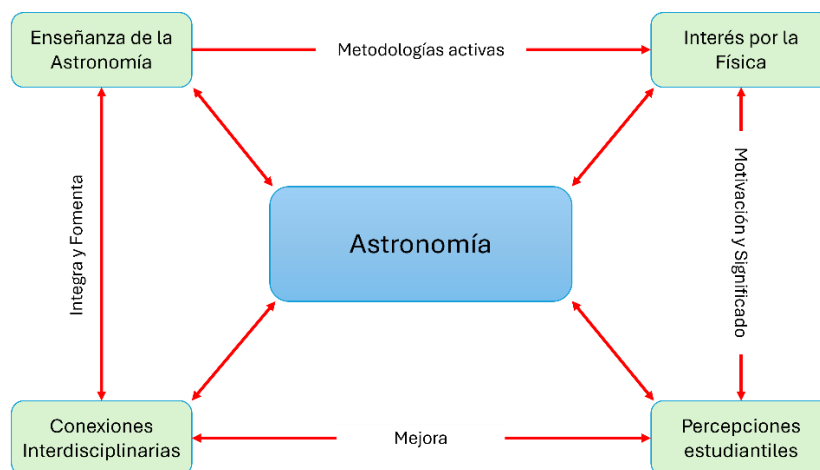 Enseñanza de la
Astronomía
Metodologías activas
Interés por la
Física
Integra y Fomenta
Astronomía
Motivación y Significado
Conexiones
Interdisciplinarias
Mejora
Percepciones
estudiantiles